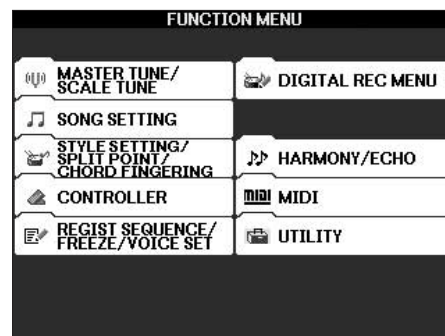 FUNCTION MENU
MASTER TUNE/
SCALE TUNE
SONG SETTING
STYLE SETTING/
SPLIT POINT/
CHORD FINGERING
CONTROLLER
REGIST SEQUENCE/
FREEZE/VOICE SET
DIGITAL REC MENU
HARMONY/ECHO
MIDI MIDI
UTILITY